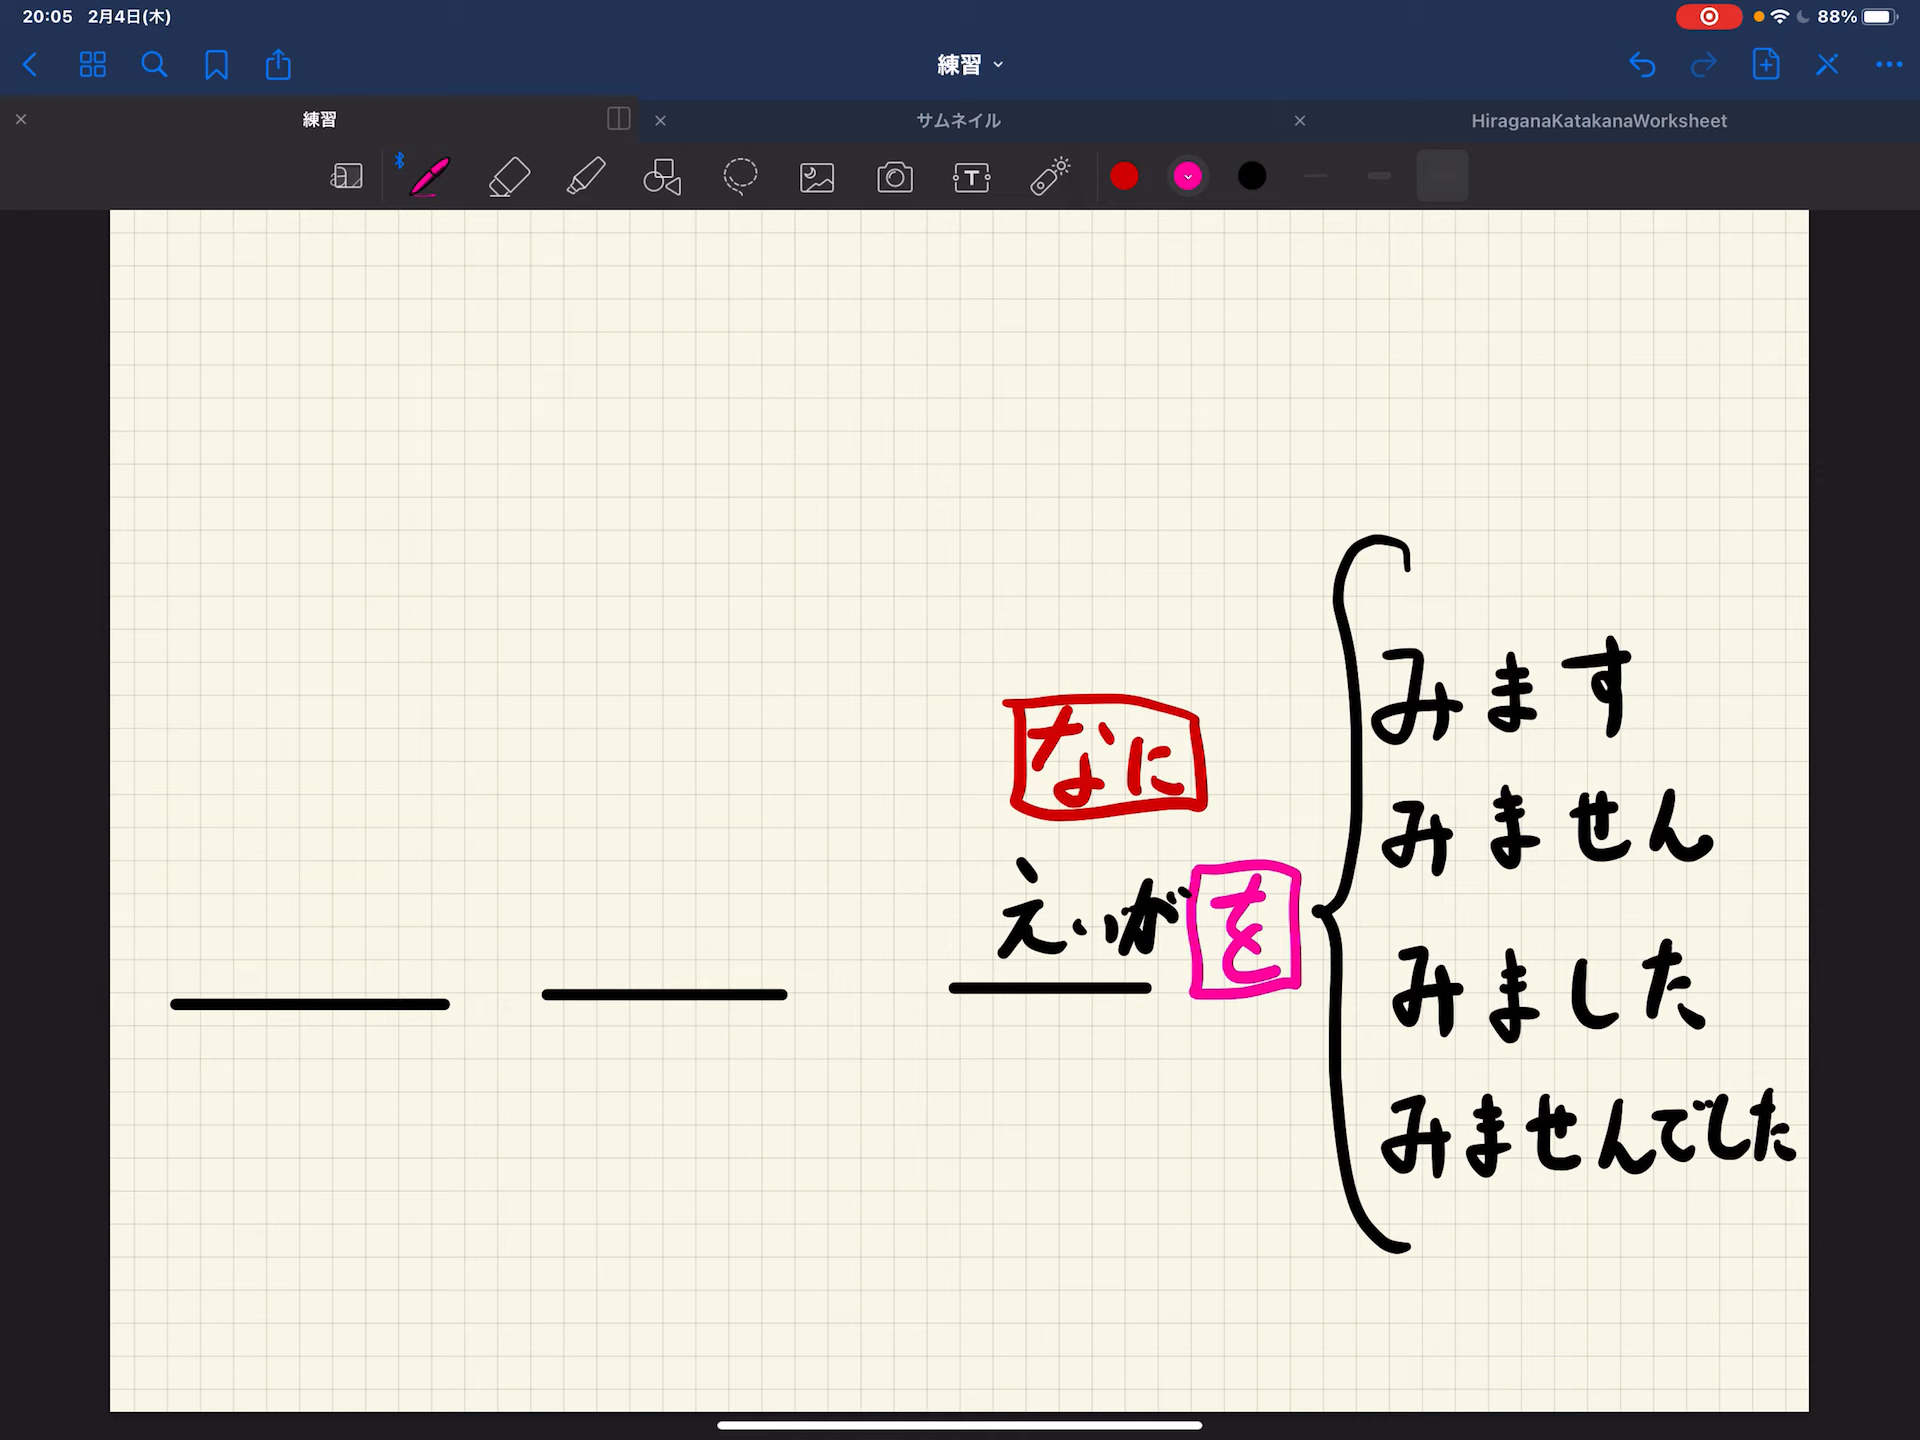 20:05 2月4日(木) 88%
練習
練習 サムネイル HiraganaKatakanaWorksheet
なに
えいがを
みます
みません
みました
みませんでした